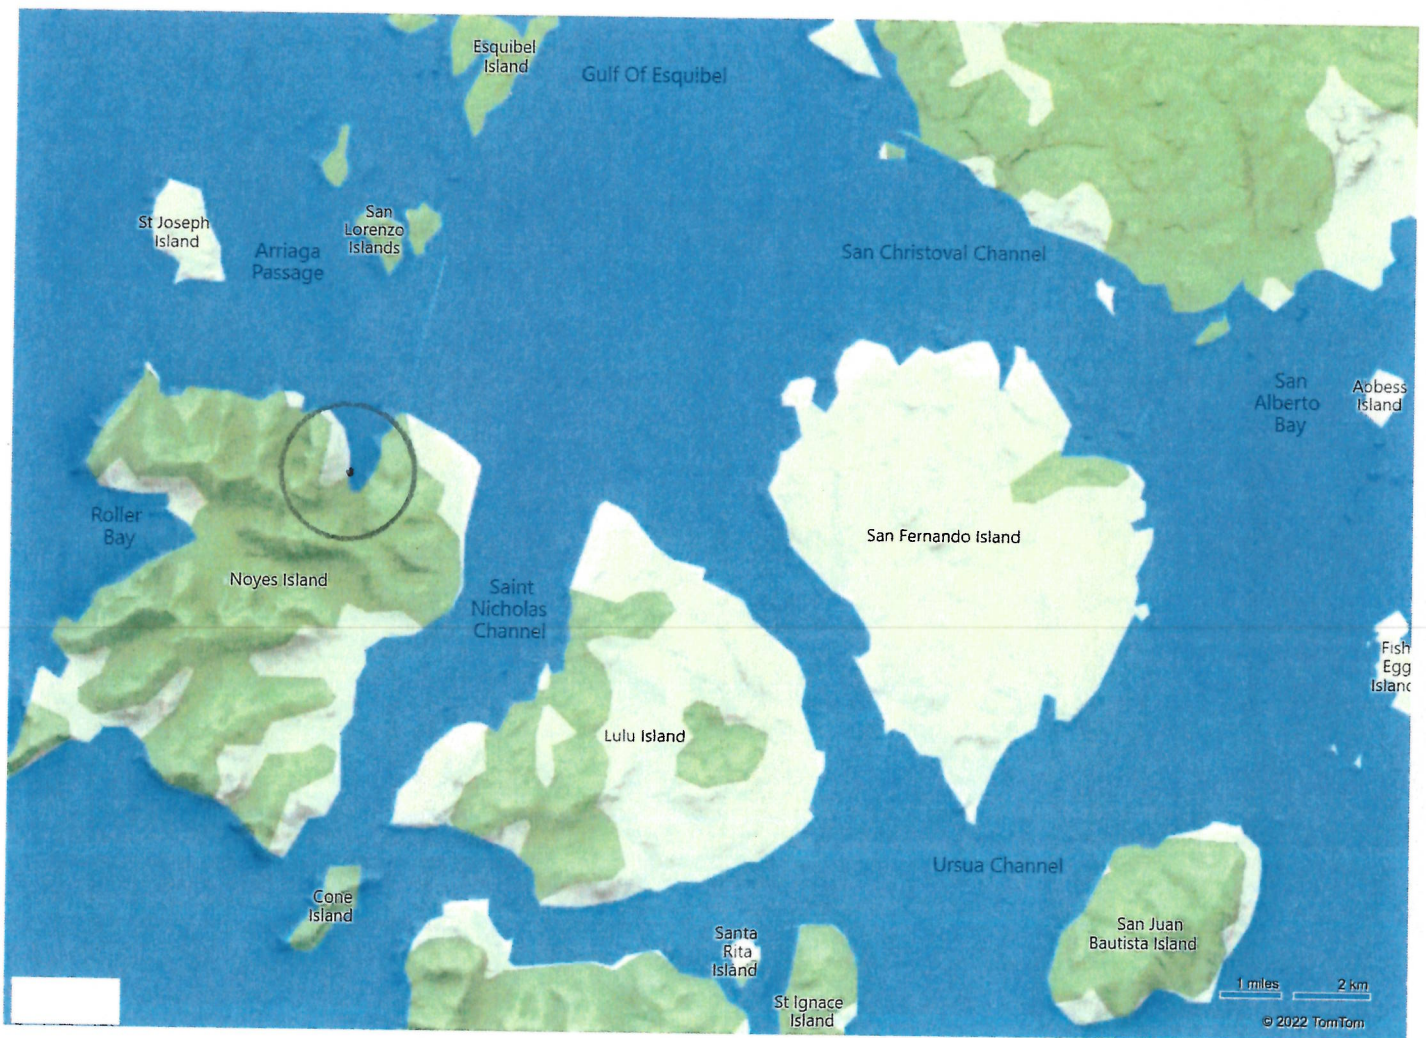 Esquibel
Island
Gulf Of Esquibel
St Joseph
Island
Arriaga
Passage
San
Lorenzo
Islands
San Christoval Channel
San
Alberto
Bay
Abbess
Island
Roller
Bay
Noyes Island
Saint
Nicholas
Channel
San Fernando Island
Fish
Egg
Island
Lulu Island
Ursua Channel
Cone
Island
Santa
Rita
Island
St Ignace
Island
San Juan
Bautista Island
1 miles
2 km
© 2022 TomTom